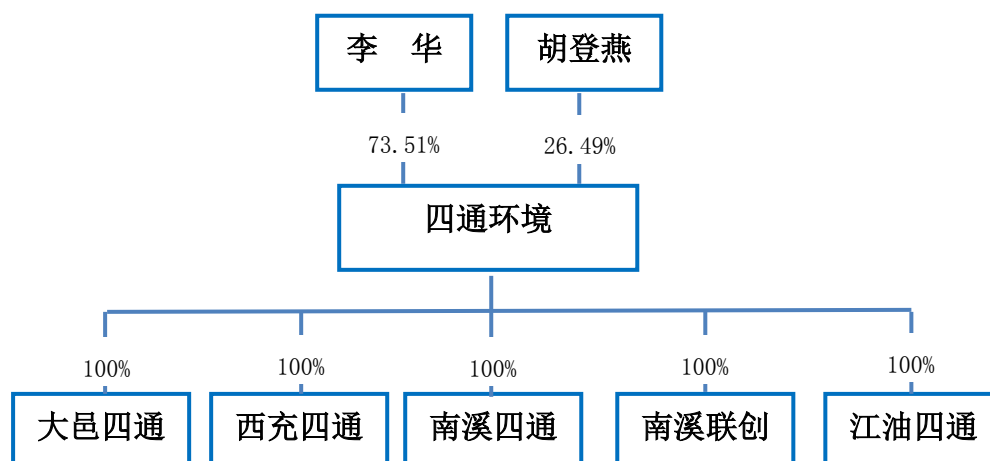 李 华 胡登燕
73.51% 26.49%
四通环境
100% 100% 100% 100% 100%
大邑四通 西充四通 南溪四通 南溪联创 江油四通